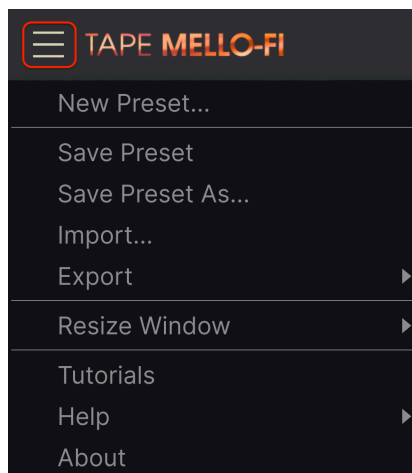 TAPE MELLO-FI
New Preset...
Save Preset
Save Preset As...
Import...
Export
Resize Window
Tutorials
Help
About